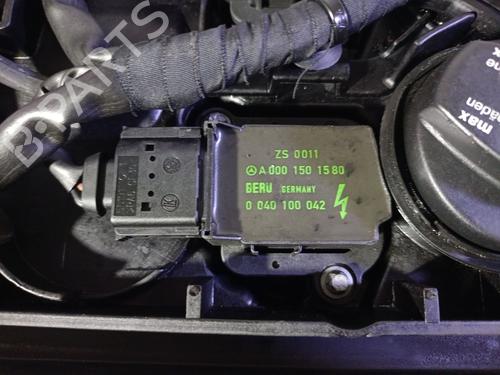 B-PARTS
ZS 0011
A 000 150 15 80
BERU GERMANY
0 040 100 042
max